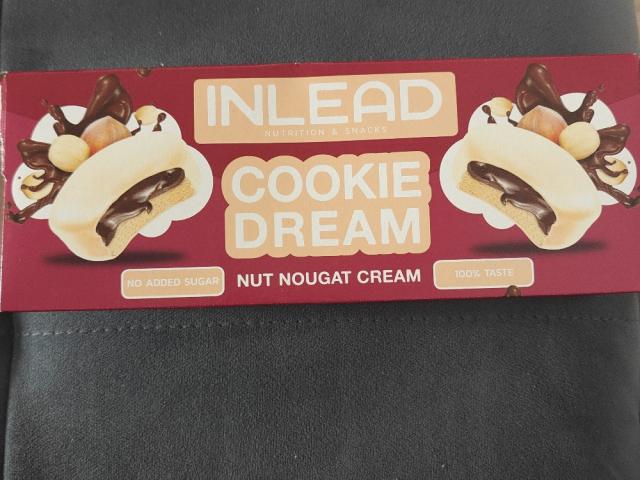 INLEAD
NUTRITION & SNACKS
COOKIE
DREAM
NO ADDED SUGAR
NUT NOUGAT CREAM
100% TASTE